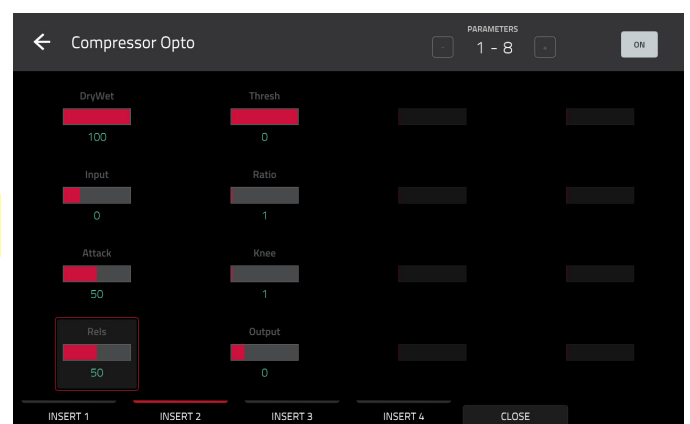 Compressor Opto
PARAMETERS
- 1 - 8 +
ON
DryWet Thresh
100 0
Input Ratio
0 1
Attack Knee
50 1
Rels Output
50 0
INSERT 1 INSERT 2 INSERT 3 INSERT 4 CLOSE